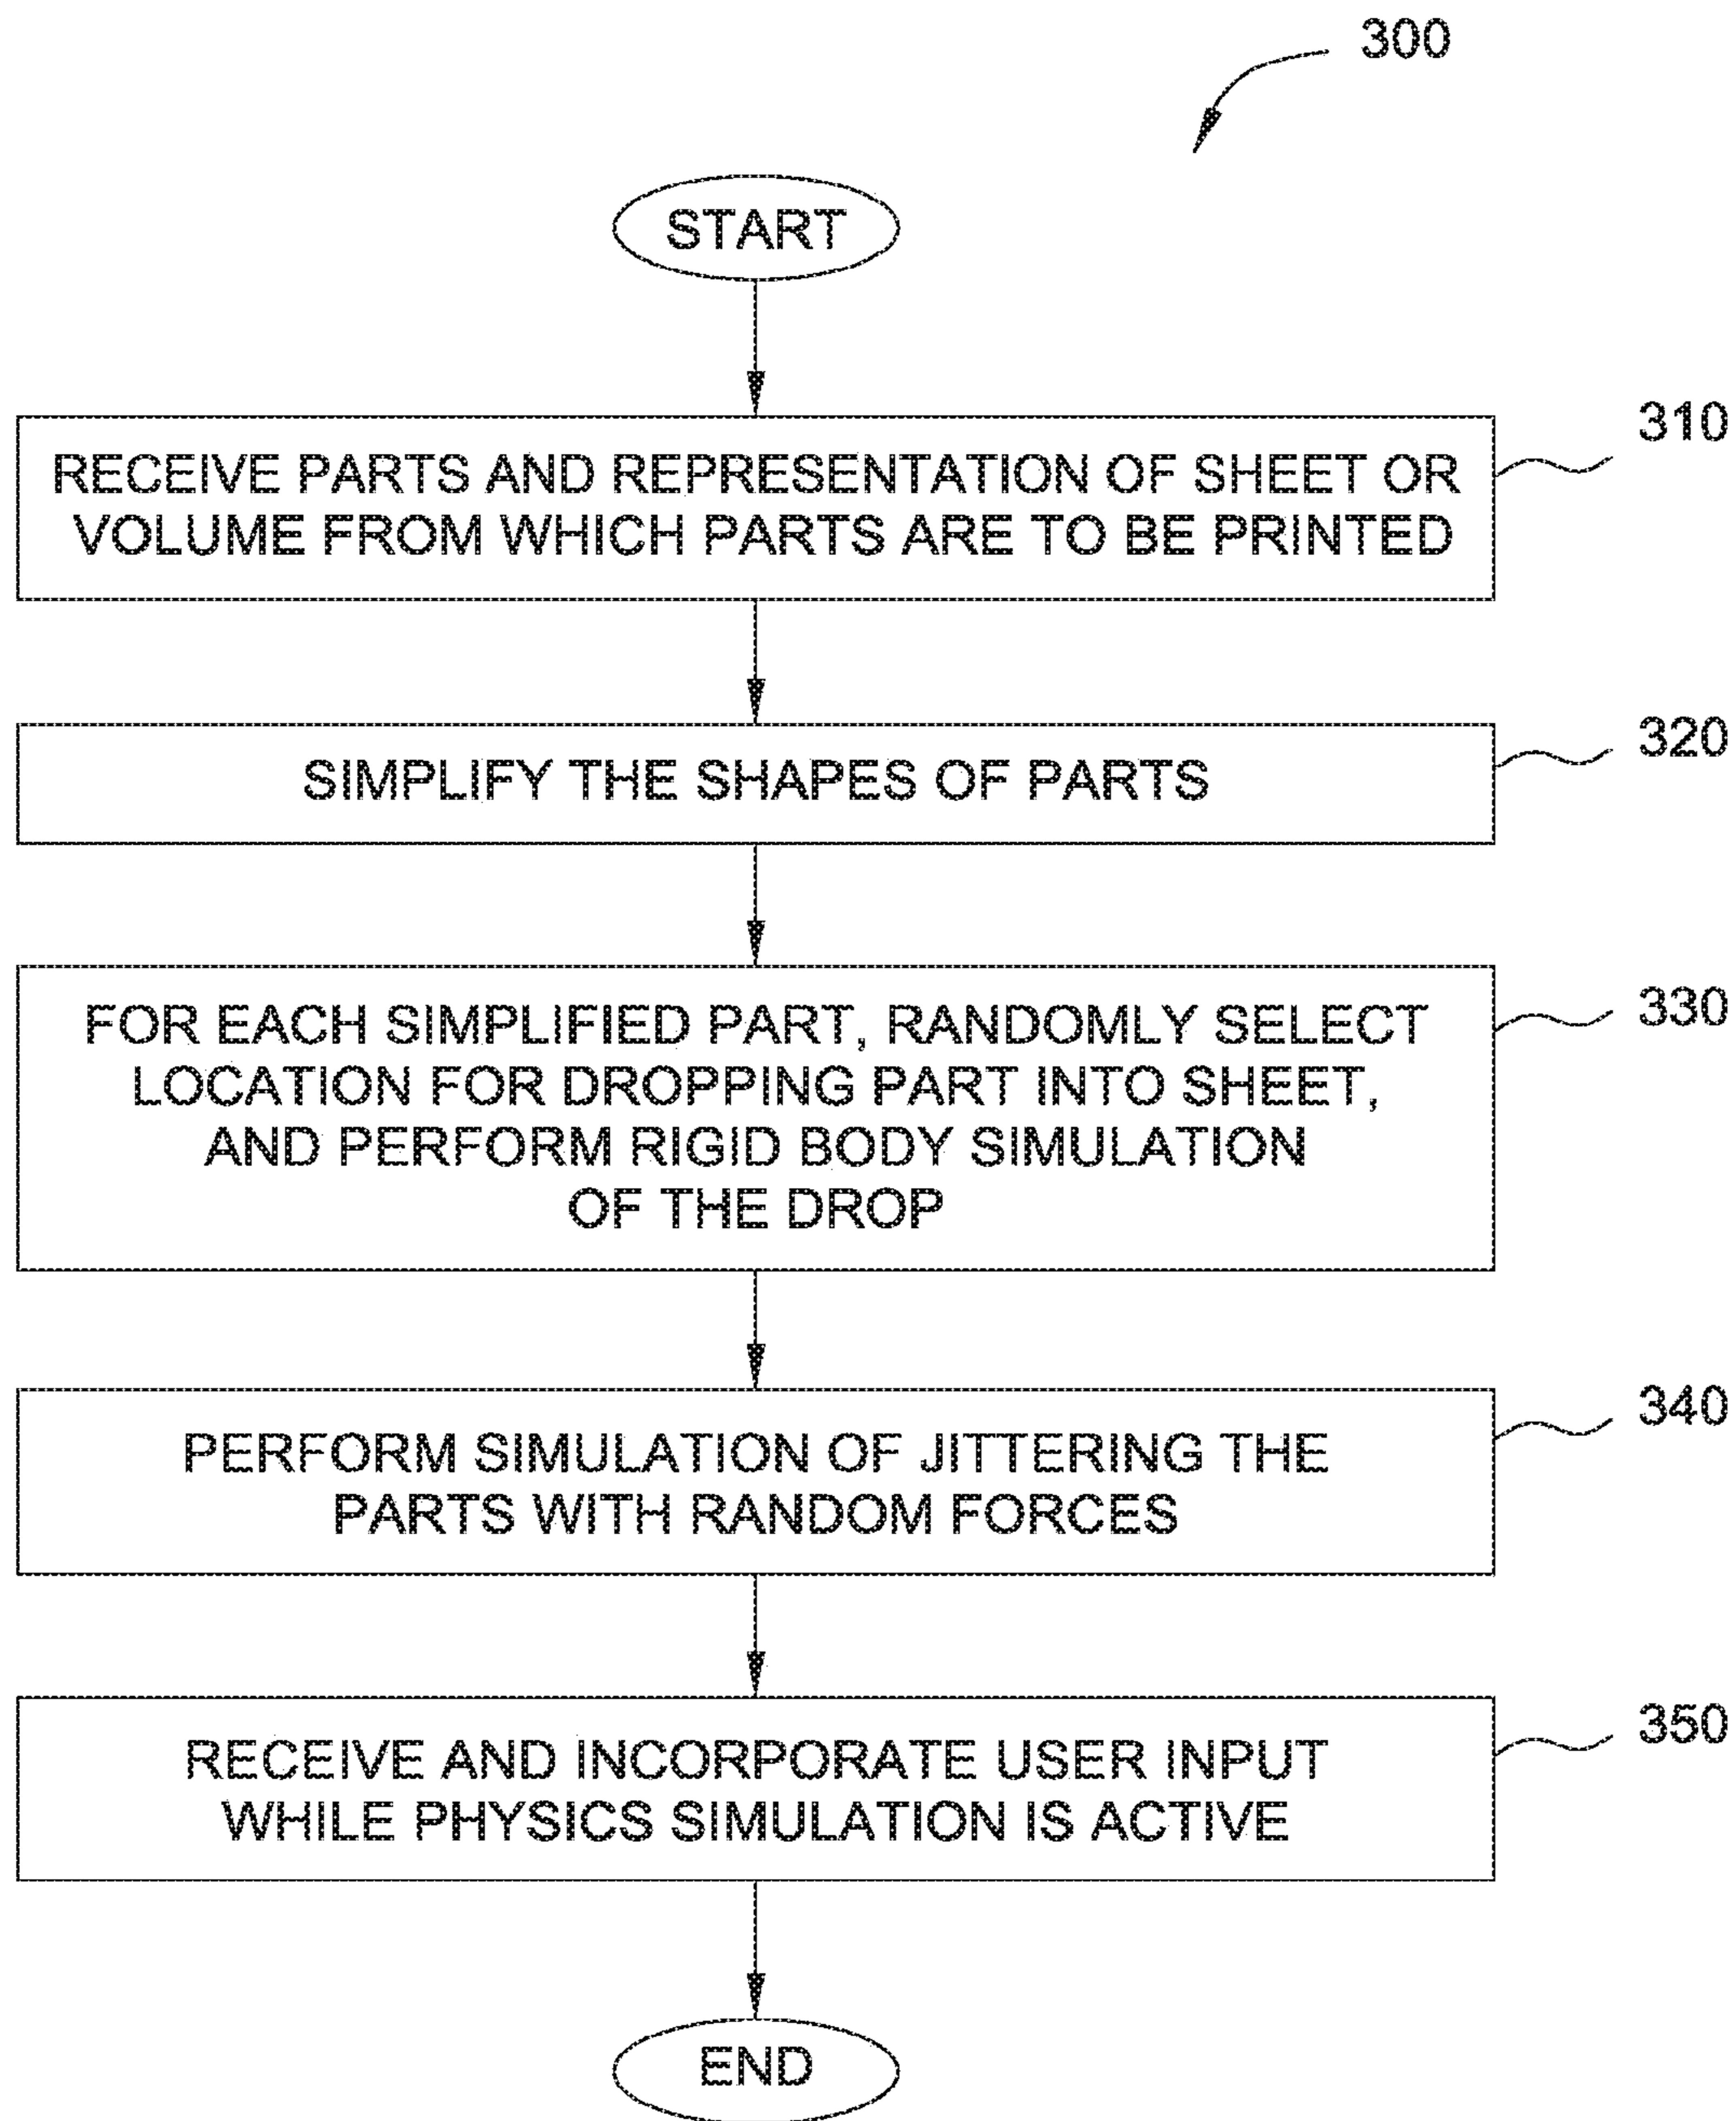 300
START
310
RECEIVE PARTS AND REPRESENTATION OF SHEET OR
VOLUME FROM WHICH PARTS ARE TO BE PRINTED
320
SIMPLIFY THE SHAPES OF PARTS
330
FOR EACH SIMPLIFIED PART, RANDOMLY SELECT
LOCATION FOR DROPPING PART INTO SHEET,
AND PERFORM RIGID BODY SIMULATION
OF THE DROP
340
PERFORM SIMULATION OF JITTERING THE
PARTS WITH RANDOM FORCES
350
RECEIVE AND INCORPORATE USER INPUT
WHILE PHYSICS SIMULATION IS ACTIVE
END